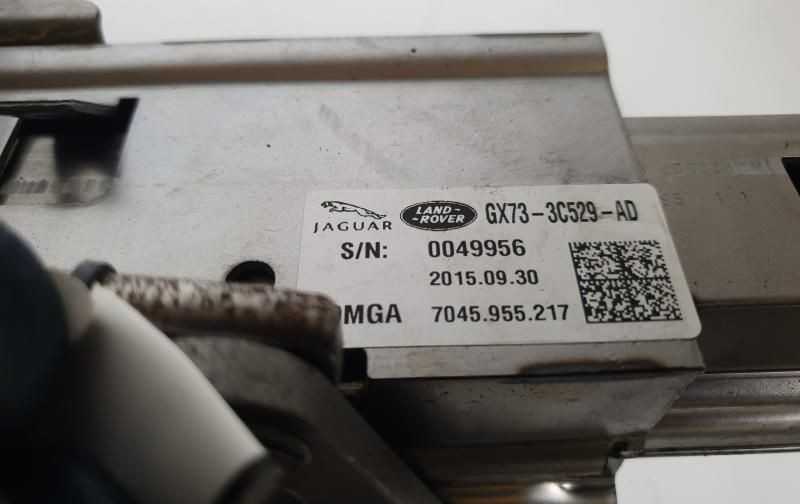 JAGUAR LAND-ROVER GX73-3C529-AD
S/N: 0049956
2015.09.30
MGA 7045.955.217